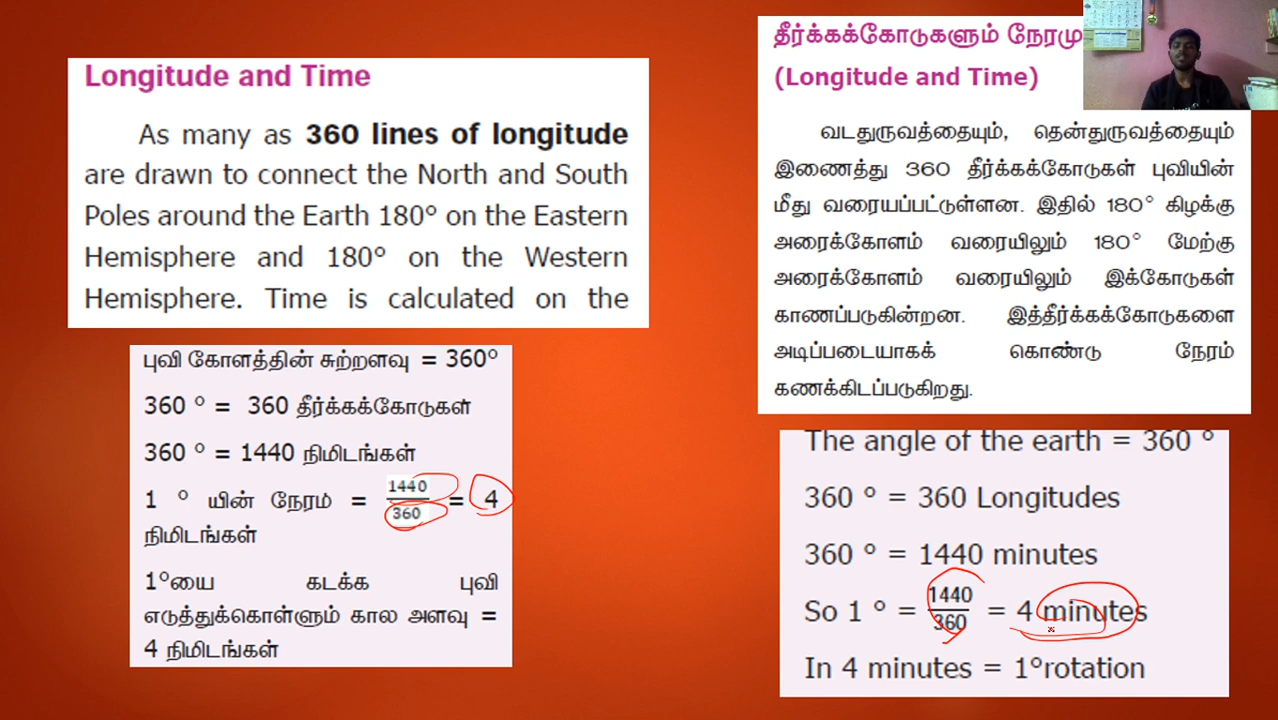 Longitude and Time
As many as 360 lines of longitude
are drawn to connect the North and South
Poles around the Earth 180° on the Eastern
Hemisphere and 180° on the Western
Hemisphere. Time is calculated on the
புவி கோளத்தின் சுற்றளவு = 360°
360 ° = 360 தீர்க்கக்கோடுகள்
360 ° = 1440 நிமிடங்கள்
1 ° யின் நேரம் = 1440/360 = 4
நிமிடங்கள்
1°யை கடக்க புவி
எடுத்துக்கொள்ளும் கால அளவு =
4 நிமிடங்கள்
தீர்க்கக்கோடுகளும் நேரமு
(Longitude and Time)
வடதுருவத்தையும், தென்துருவத்தையும்
இணைத்து 360 தீர்க்கக்கோடுகள் புவியின்
மீது வரையப்பட்டுள்ளன. இதில் 180° கிழக்கு
அரைக்கோளம் வரையிலும் 180° மேற்கு
அரைக்கோளம் வரையிலும் இக்கோடுகள்
காணப்படுகின்றன. இத்தீர்க்கக்கோடுகளை
அடிப்படையாகக் கொண்டு நேரம்
கணக்கிடப்படுகிறது.
The angle of the earth = 360 °
360 ° = 360 Longitudes
360 ° = 1440 minutes
So 1 ° = 1440/360 = 4 minutes
In 4 minutes = 1°rotation